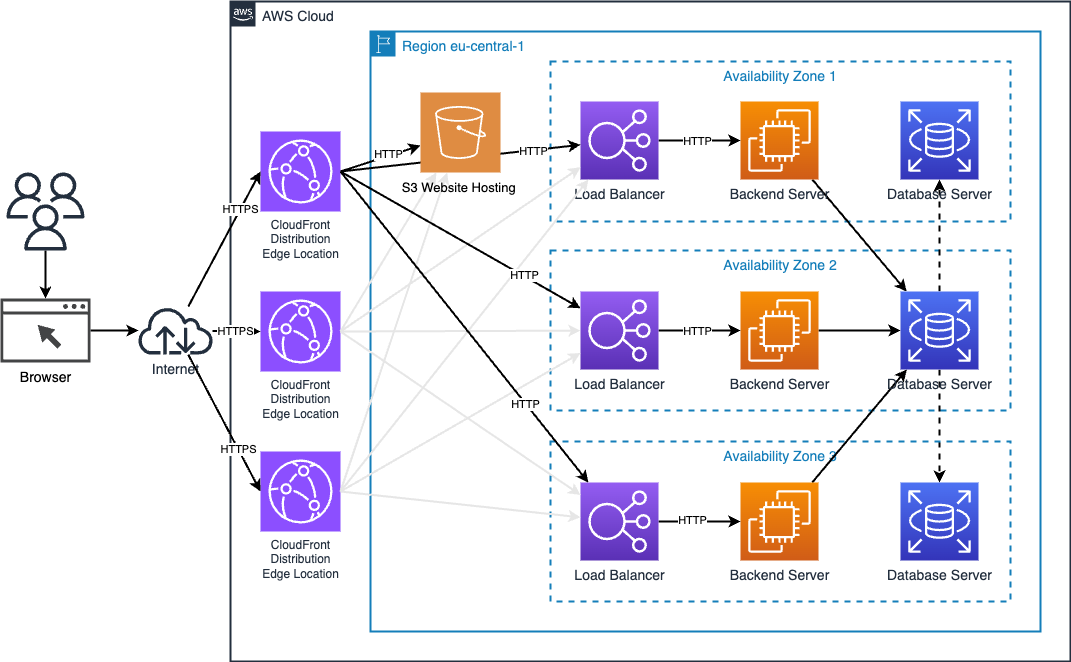 aws
AWS Cloud
Region eu-central-1
Availability Zone 1
HTTP
HTTP
HTTP
S3 Website Hosting
Load Balancer
Backend Server
Database Server
HTTPS
CloudFront
Distribution
Edge Location
Availability Zone 2
HTTP
HTTPS
HTTP
Internet
Browser
CloudFront
Distribution
Edge Location
Load Balancer
Backend Server
Database Server
HTTP
HTTPS
Availability Zone 3
HTTP
CloudFront
Distribution
Edge Location
Load Balancer
Backend Server
Database Server